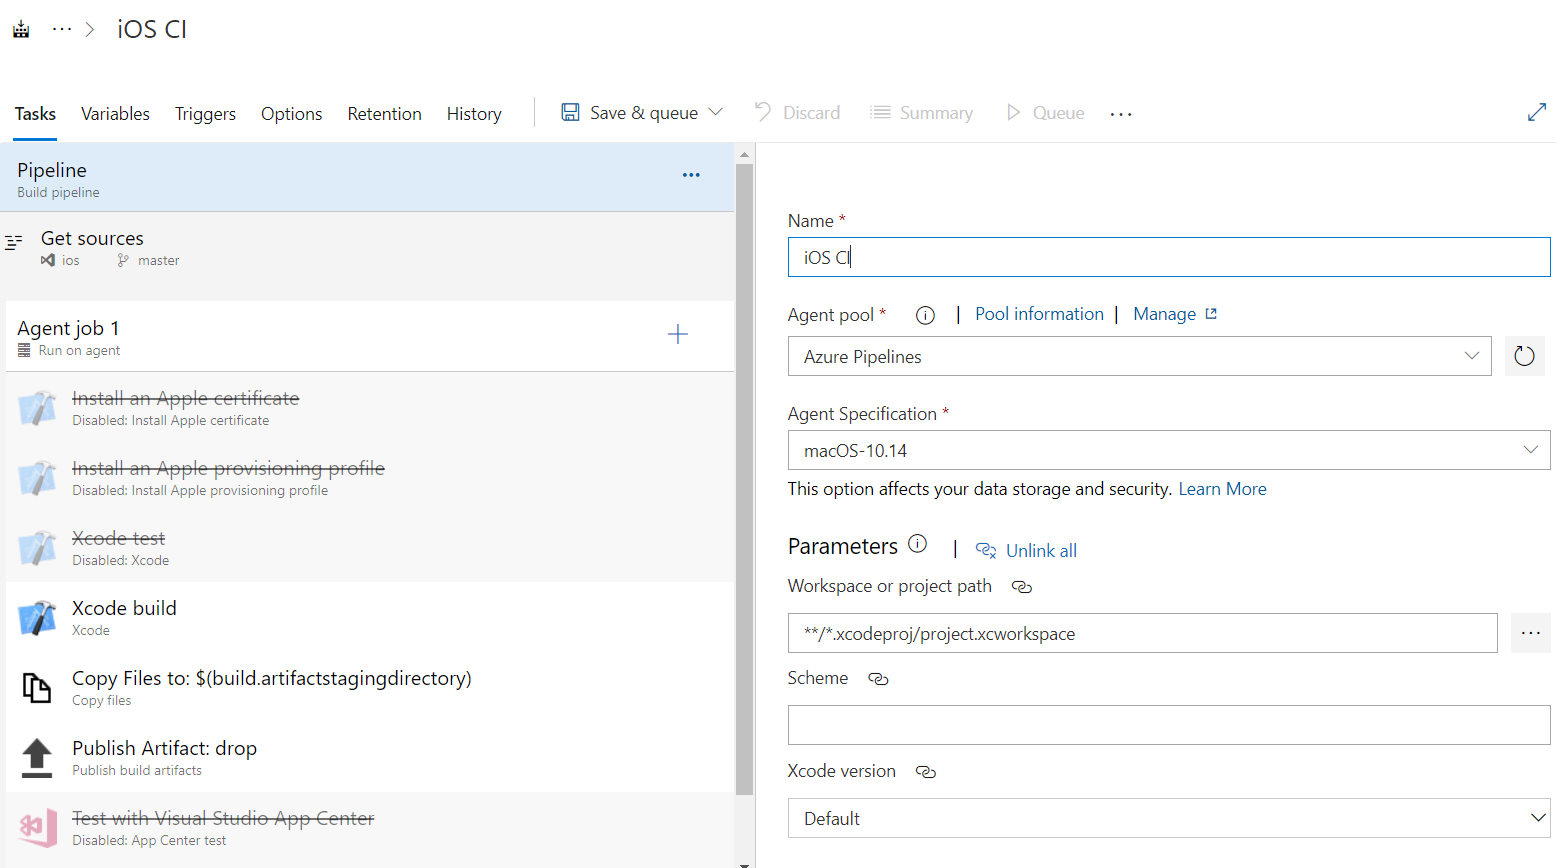 ··· > iOS CI
Tasks Variables Triggers Options Retention History Save & queue Discard Summary Queue ···
Pipeline ···
Build pipeline
Get sources
ios master
Agent job 1
Run on agent
Install an Apple certificate
Disabled: Install Apple certificate
Install an Apple provisioning profile
Disabled: Install Apple provisioning profile
Xcode test
Disabled: Xcode
Xcode build
Xcode
Copy Files to: $(build.artifactstagingdirectory)
Copy files
Publish Artifact: drop
Publish build artifacts
Test with Visual Studio App Center
Disabled: App Center test
Name *
iOS CI
Agent pool * | Pool information | Manage
Azure Pipelines
Agent Specification *
macOS-10.14
This option affects your data storage and security. Learn More
Parameters | Unlink all
Workspace or project path
**/*.xcodeproj/project.xcworkspace ···
Scheme
Xcode version
Default